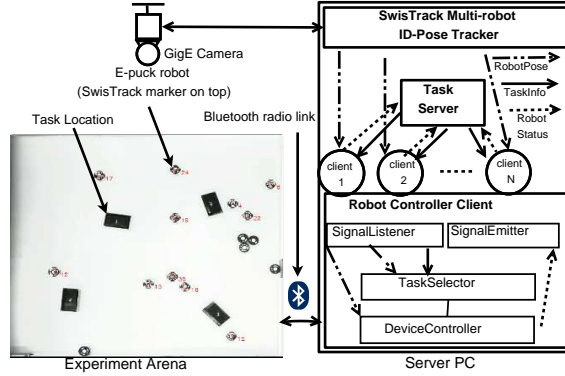 SwisTrack Multi-robot
ID-Pose Tracker
GigE Camera
E-puck robot
(SwisTrack marker on top)
Task Location
Bluetooth radio link
RobotPose
TaskInfo
Robot
Status
Task
Server
client
1
client
2
client
N
Robot Controller Client
SignalListener
SignalEmitter
TaskSelector
DeviceController
Experiment Arena
Server PC